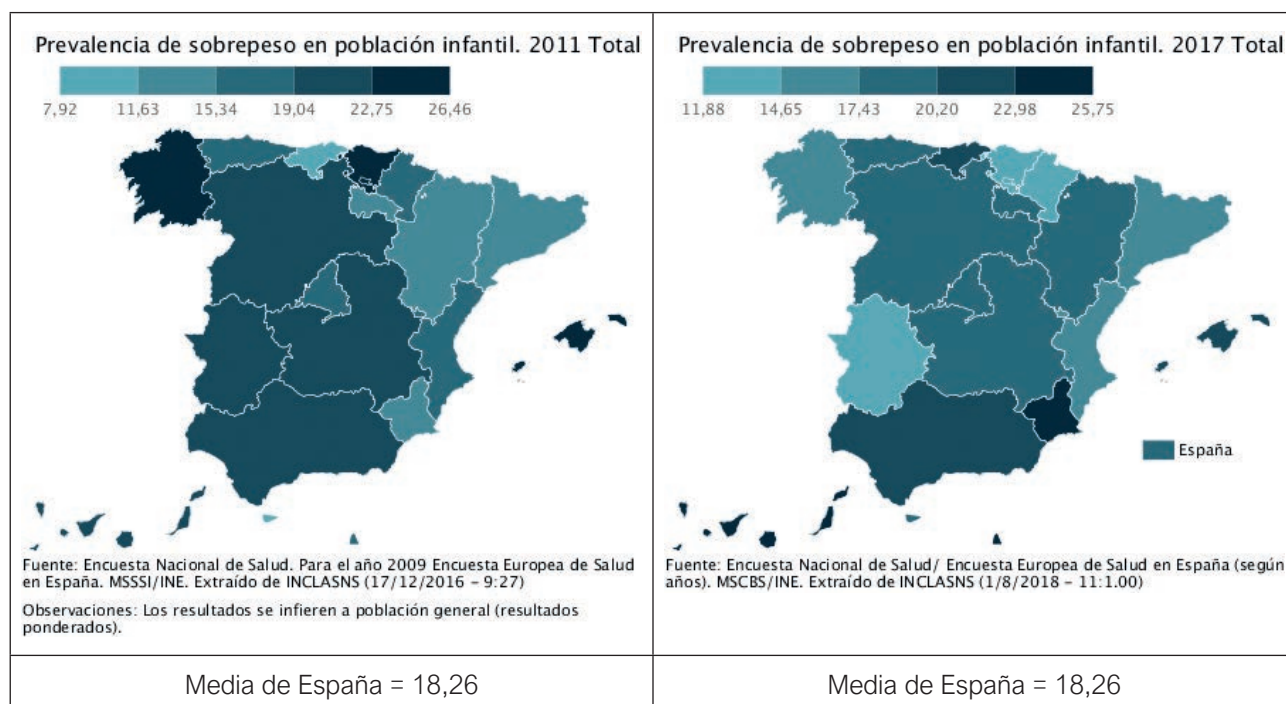 Prevalencia de sobrepeso en población infantil. 2011 Total
7,92 11,63 15,34 19,04 22,75 26,46
Fuente: Encuesta Nacional de Salud. Para el año 2009 Encuesta Europea de Salud
en España. MSSSI/INE. Extraído de INCLASNS (17/12/2016 – 9:27)
Observaciones: Los resultados se infieren a población general (resultados
ponderados).
Media de España = 18,26
Prevalencia de sobrepeso en población infantil. 2017 Total
11,88 14,65 17,43 20,20 22,98 25,75
España
Fuente: Encuesta Nacional de Salud/ Encuesta Europea de Salud en España (según
años). MSCBS/INE. Extraído de INCLASNS (1/8/2018 – 11:1.00)
Media de España = 18,26